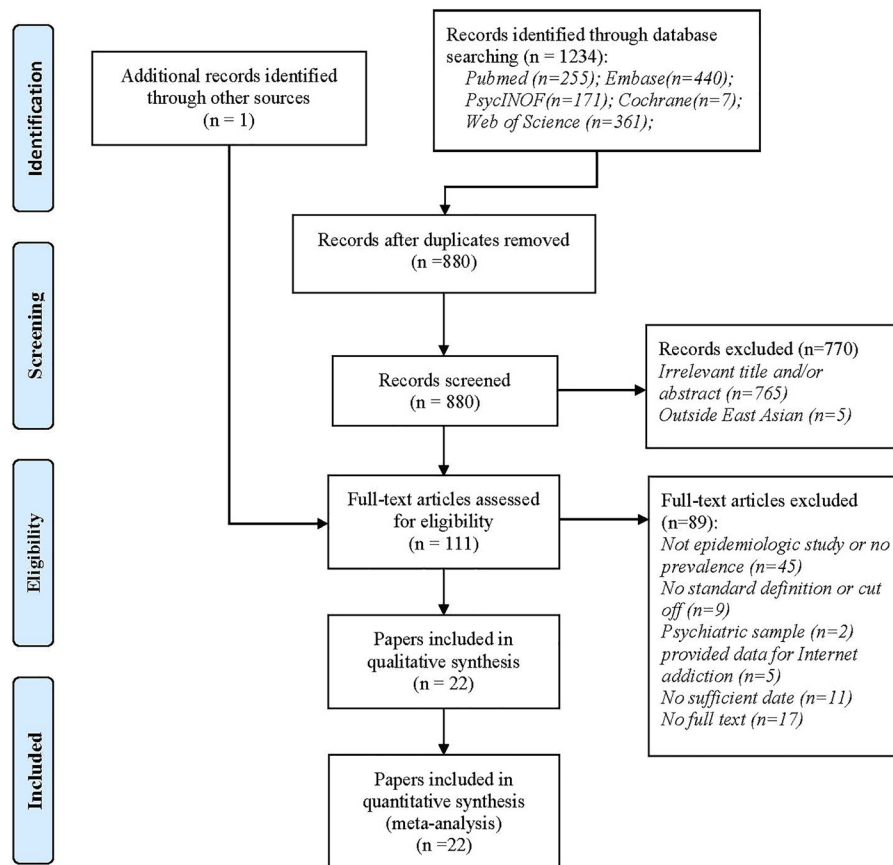 Identification
Additional records identified
through other sources
(n = 1)
Records identified through database
searching (n = 1234):
Pubmed (n=255); Embase(n=440);
PsycINOF(n=171); Cochrane(n=7);
Web of Science (n=361);
Records after duplicates removed
(n =880)
Screening
Records screened
(n = 880)
Records excluded (n=770)
Irrelevant title and/or
abstract (n=765)
Outside East Asian (n=5)
Eligibility
Full-text articles assessed
for eligibility
(n = 111)
Full-text articles excluded
(n=89):
Not epidemiologic study or no
prevalence (n=45)
No standard definition or cut
off (n=9)
Psychiatric sample (n=2)
provided data for Internet
addiction (n=5)
No sufficient date (n=11)
No full text (n=17)
Papers included in
qualitative synthesis
(n = 22)
Included
Papers included in
quantitative synthesis
(meta-analysis)
(n =22)